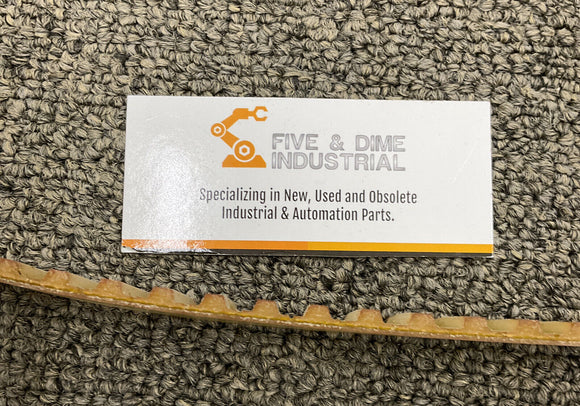 FIVE & DIME
INDUSTRIAL
Specializing in New, Used and Obsolete
Industrial & Automation Parts.